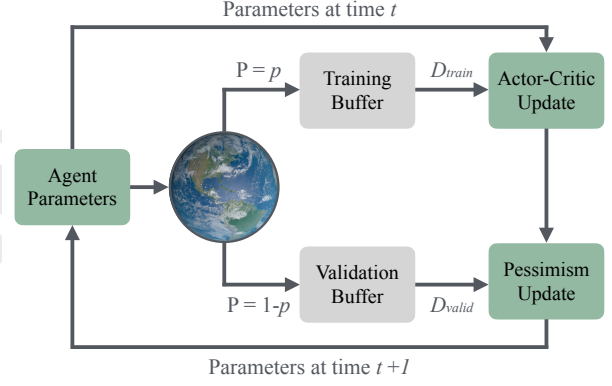 Parameters at time t
P = p
Training
Buffer
Dtrain
Actor-Critic
Update
Agent
Parameters
P = 1-p
Validation
Buffer
Dvalid
Pessimism
Update
Parameters at time t+1